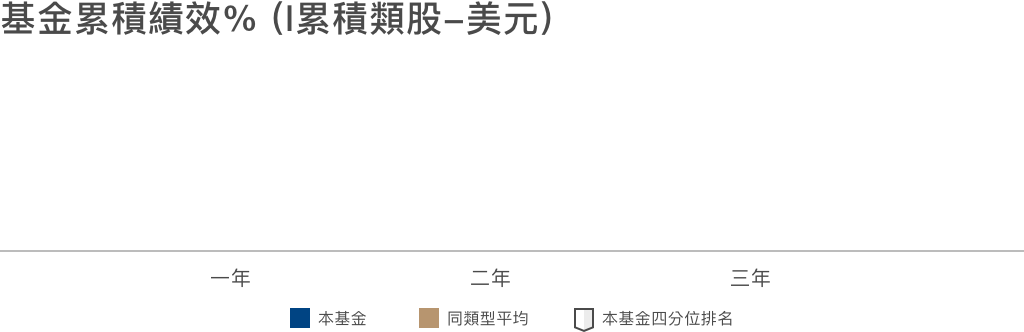 基金累積績效% (I累積類股–美元)
一年 二年 三年
本基金 同類型平均 本基金四分位排名